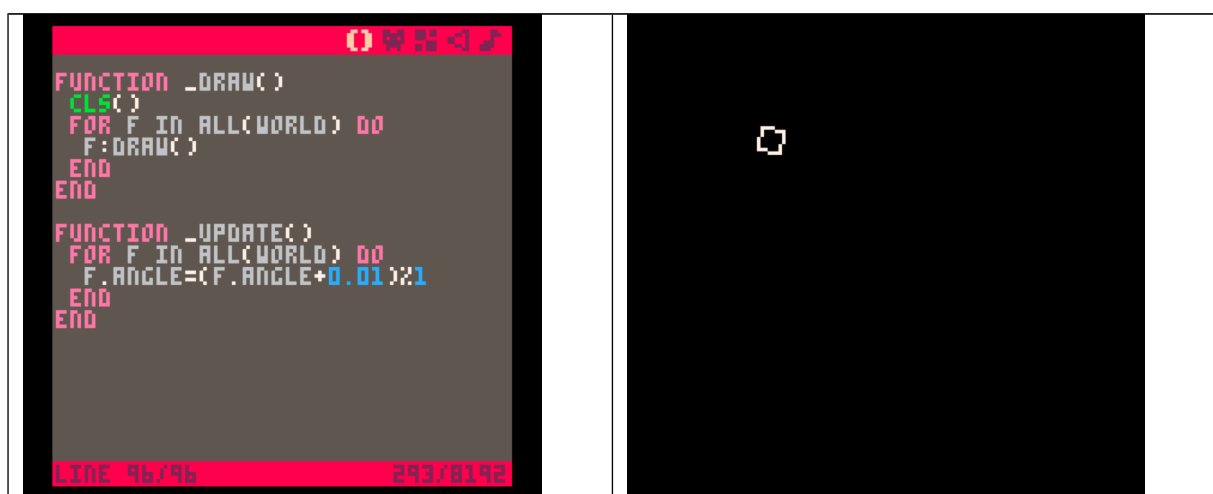 FUNCTION _DRAW()
CLS()
FOR F IN ALL(WORLD) DO
F:DRAW()
END
END
FUNCTION _UPDATE()
FOR F IN ALL(WORLD) DO
F.ANGLE=(F.ANGLE+0.01)%1
END
END
LINE 96/96 293/8192